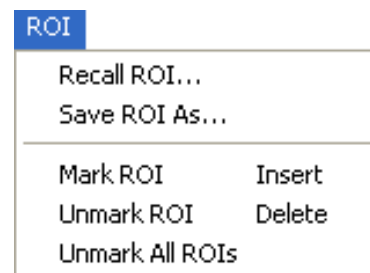 ROI
Recall ROI...
Save ROI As...
Mark ROI Insert
Unmark ROI Delete
Unmark All ROIs